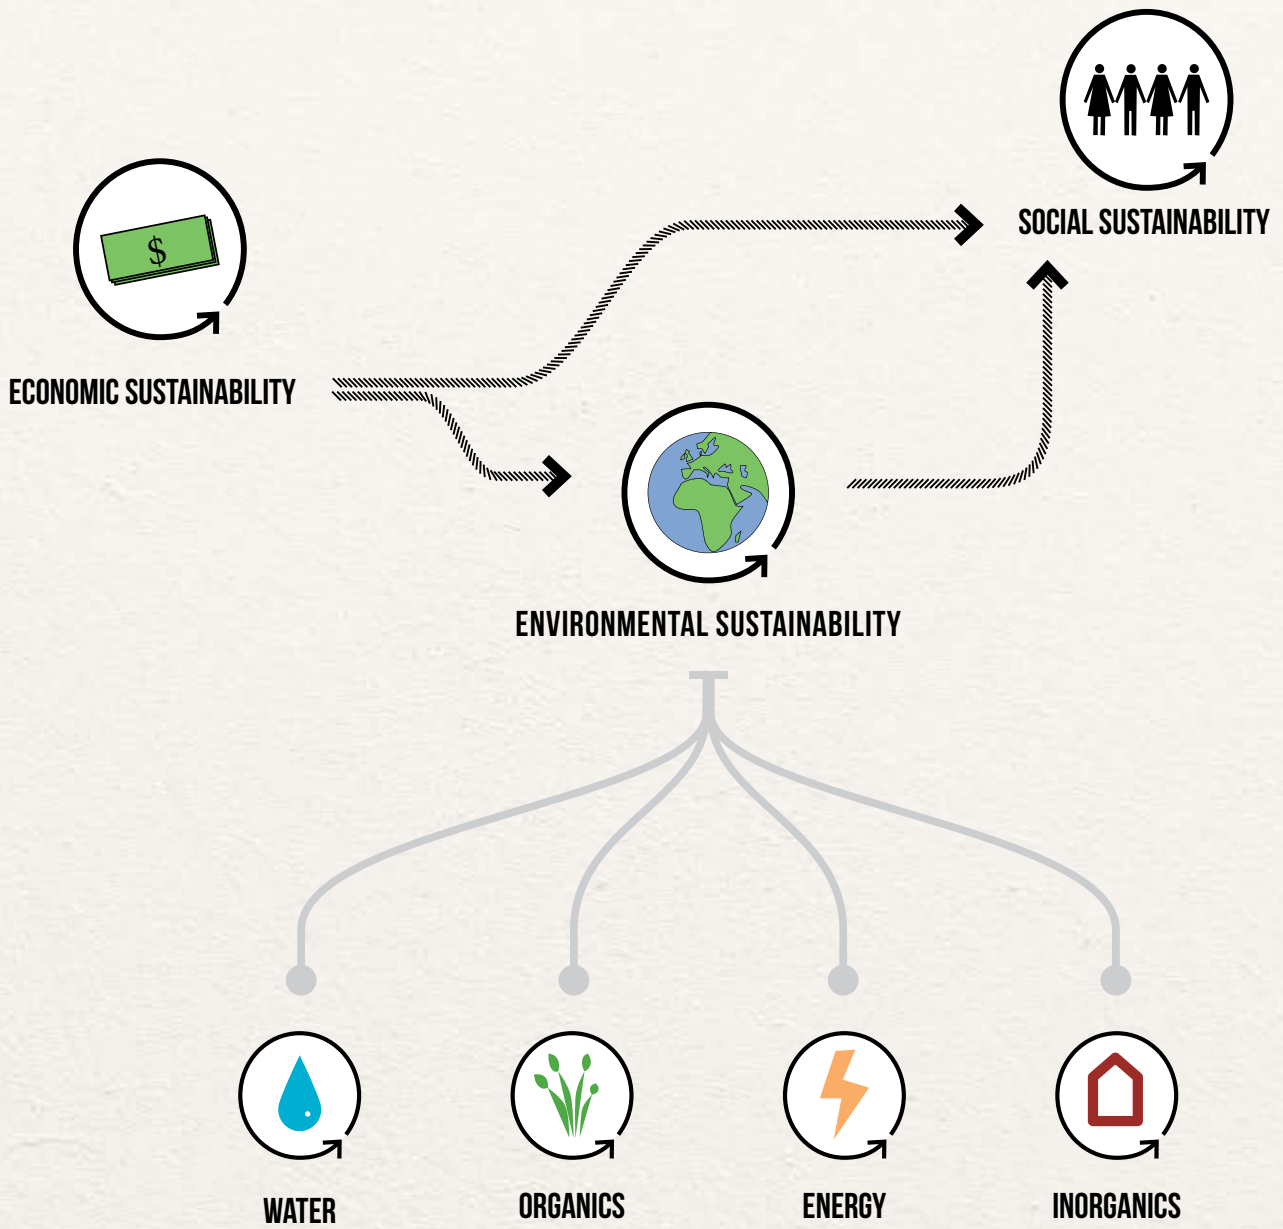 SOCIAL SUSTAINABILITY
$
ECONOMIC SUSTAINABILITY
ENVIRONMENTAL SUSTAINABILITY
WATER
ORGANICS
ENERGY
INORGANICS